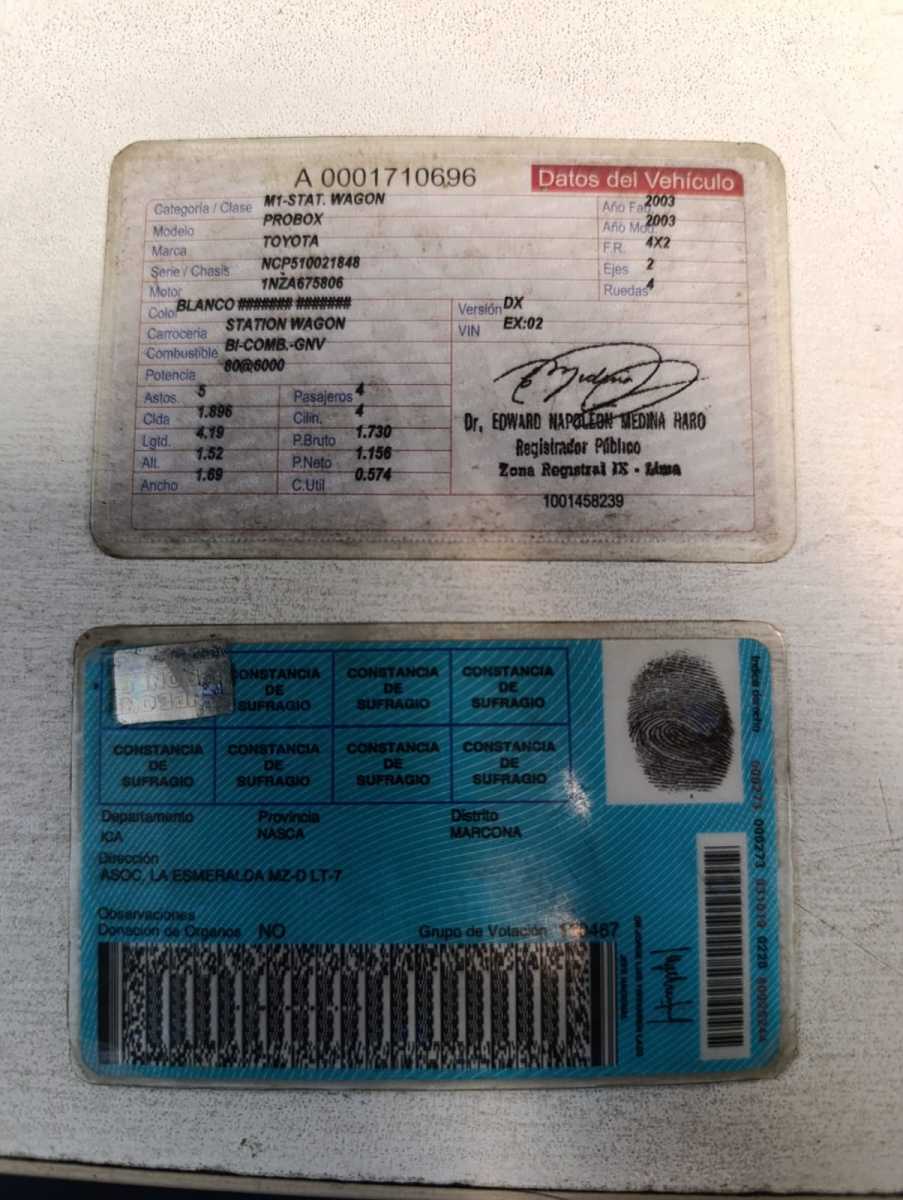 A 0001710696 Datos del Vehículo
Categoría / Clase M1-STAT. WAGON Año Fab. 2003
Modelo PROBOX Año Mod. 2003
Marca TOYOTA F.R. 4X2
Serie / Chasis NCP510021848 Ejes 2
Motor 1NZA675806 Ruedas 4
Color BLANCO ####### ####### Versión DX
Carrocería STATION WAGON VIN EX:02
Combustible BI-COMB.-GNV
Potencia 80@6000
Astos. 5 Pasajeros 4
Clda 1.896 Cilin. 4
Lgtd. 4.19 P.Bruto 1.730
Alt. 1.52 P.Neto 1.156
Ancho 1.69 C.Util 0.574
Dr. EDWARD NAPOLEON MEDINA HARO
Registrador Público
Zona Registral IX - Lima
1001458239
CONSTANCIA CONSTANCIA CONSTANCIA
DE DE DE
SUFRAGIO SUFRAGIO SUFRAGIO
CONSTANCIA CONSTANCIA CONSTANCIA CONSTANCIA
DE DE DE DE
SUFRAGIO SUFRAGIO SUFRAGIO SUFRAGIO
Indice derecho
Departamento Provincia Distrito
ICA NASCA MARCONA
Dirección
ASOC, LA ESMERALDA MZ-D LT-7
Observaciones
Donación de Organos NO Grupo de Votación